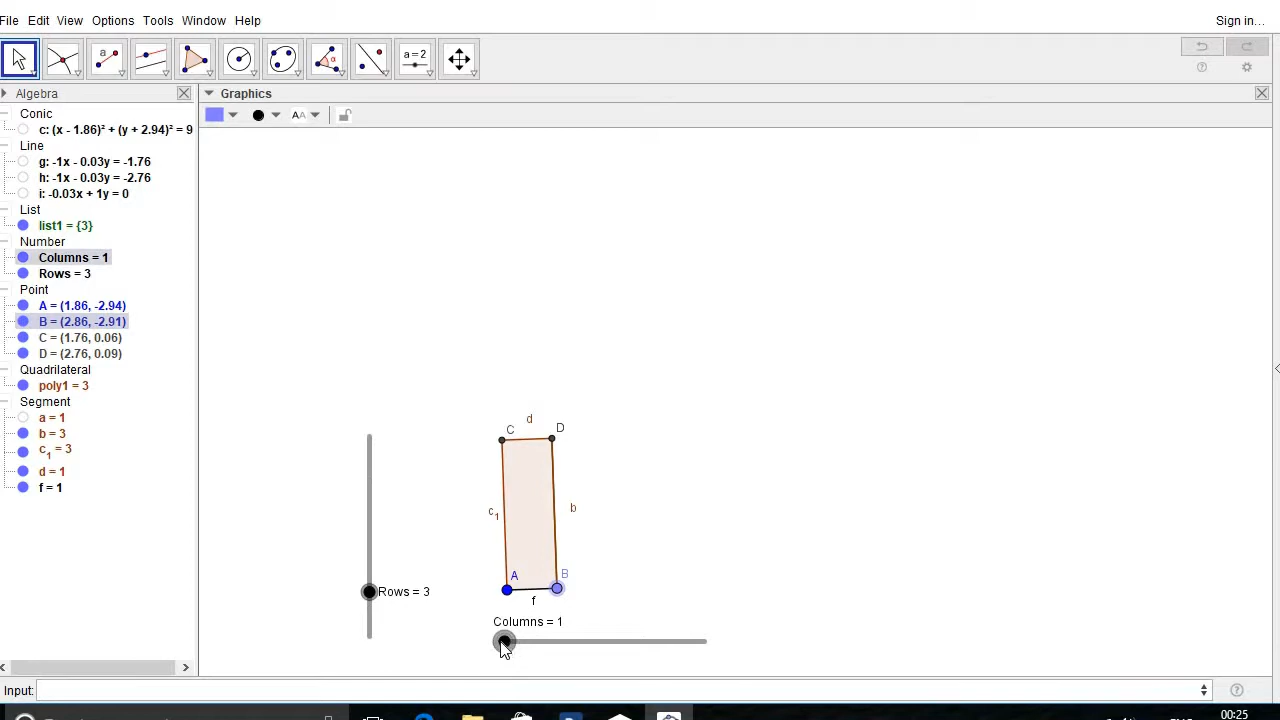 File Edit View Options Tools Window Help Sign in...
a
α
a=2
Algebra
Graphics
AA
Conic
c: (x - 1.86)² + (y + 2.94)² = 9
Line
g: -1x - 0.03y = -1.76
h: -1x - 0.03y = -2.76
i: -0.03x + 1y = 0
List
list1 = {3}
Number
Columns = 1
Rows = 3
Point
A = (1.86, -2.94)
B = (2.86, -2.91)
C = (1.76, 0.06)
D = (2.76, 0.09)
Quadrilateral
poly1 = 3
Segment
a = 1
b = 3
c₁ = 3
d = 1
f = 1
d
C D
c₁ b
A B
f
Rows = 3
Columns = 1
Input:
00:25